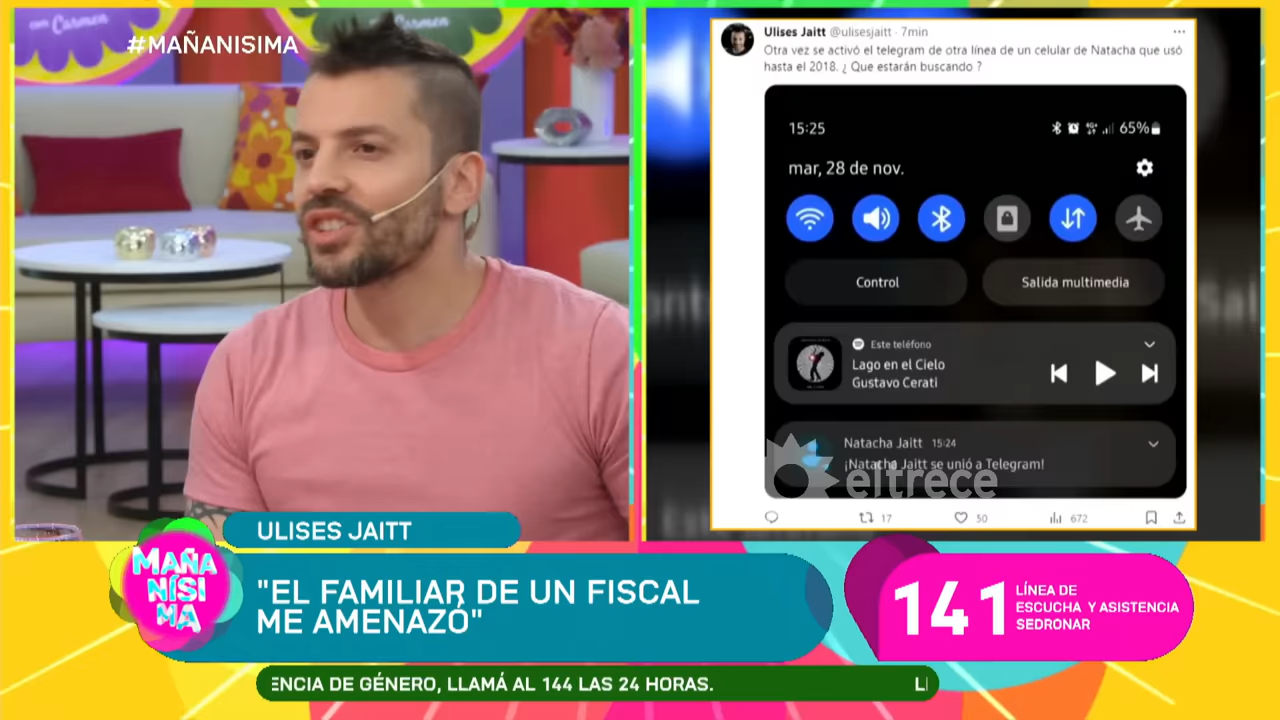 con Carmen
Carmen
#MAÑANISIMA
Ulises Jaitt @ulisesjaitt · 7min
Otra vez se activó el telegram de otra línea de un celular de Natacha que usó
hasta el 2018. ¿ Que estarán buscando ?
15:25
65%
mar, 28 de nov.
Control
Salida multimedia
Este teléfono
Lago en el Cielo
Gustavo Cerati
Natacha Jaitt 15:24
¡Natacha Jaitt se unió a Telegram!
eltrece
17
50
672
ULISES JAITT
MAÑA
NÍSI
MA
"EL FAMILIAR DE UN FISCAL
ME AMENAZÓ"
141
LÍNEA DE
ESCUCHA Y ASISTENCIA
SEDRONAR
ENCIA DE GÉNERO, LLAMÁ AL 144 LAS 24 HORAS.